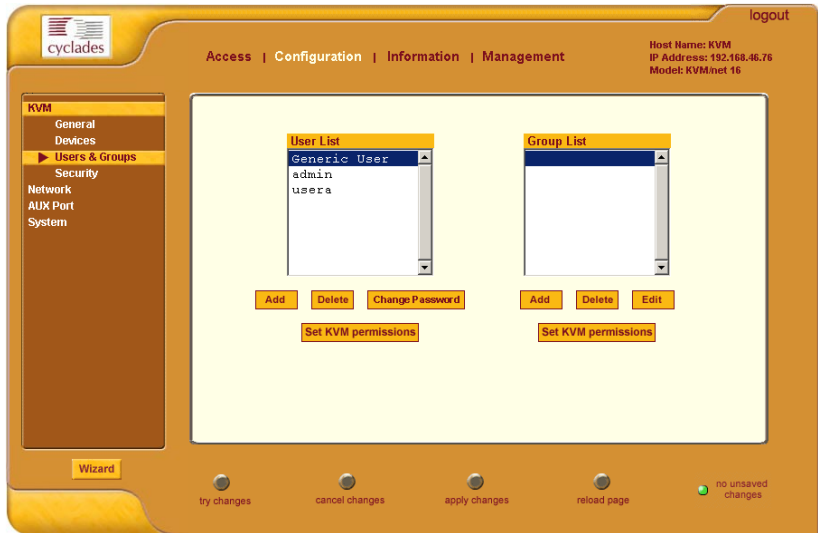 logout
cyclades
Access | Configuration | Information | Management
Host Name: KVM
IP Address: 192.168.46.76
Model: KVM/net 16
KVM
General
Devices
Users & Groups
Security
Network
AUX Port
System
User List
Generic User
admin
usera
Add
Delete
Change Password
Set KVM permissions
Group List
Add
Delete
Edit
Set KVM permissions
Wizard
try changes
cancel changes
apply changes
reload page
no unsaved
changes